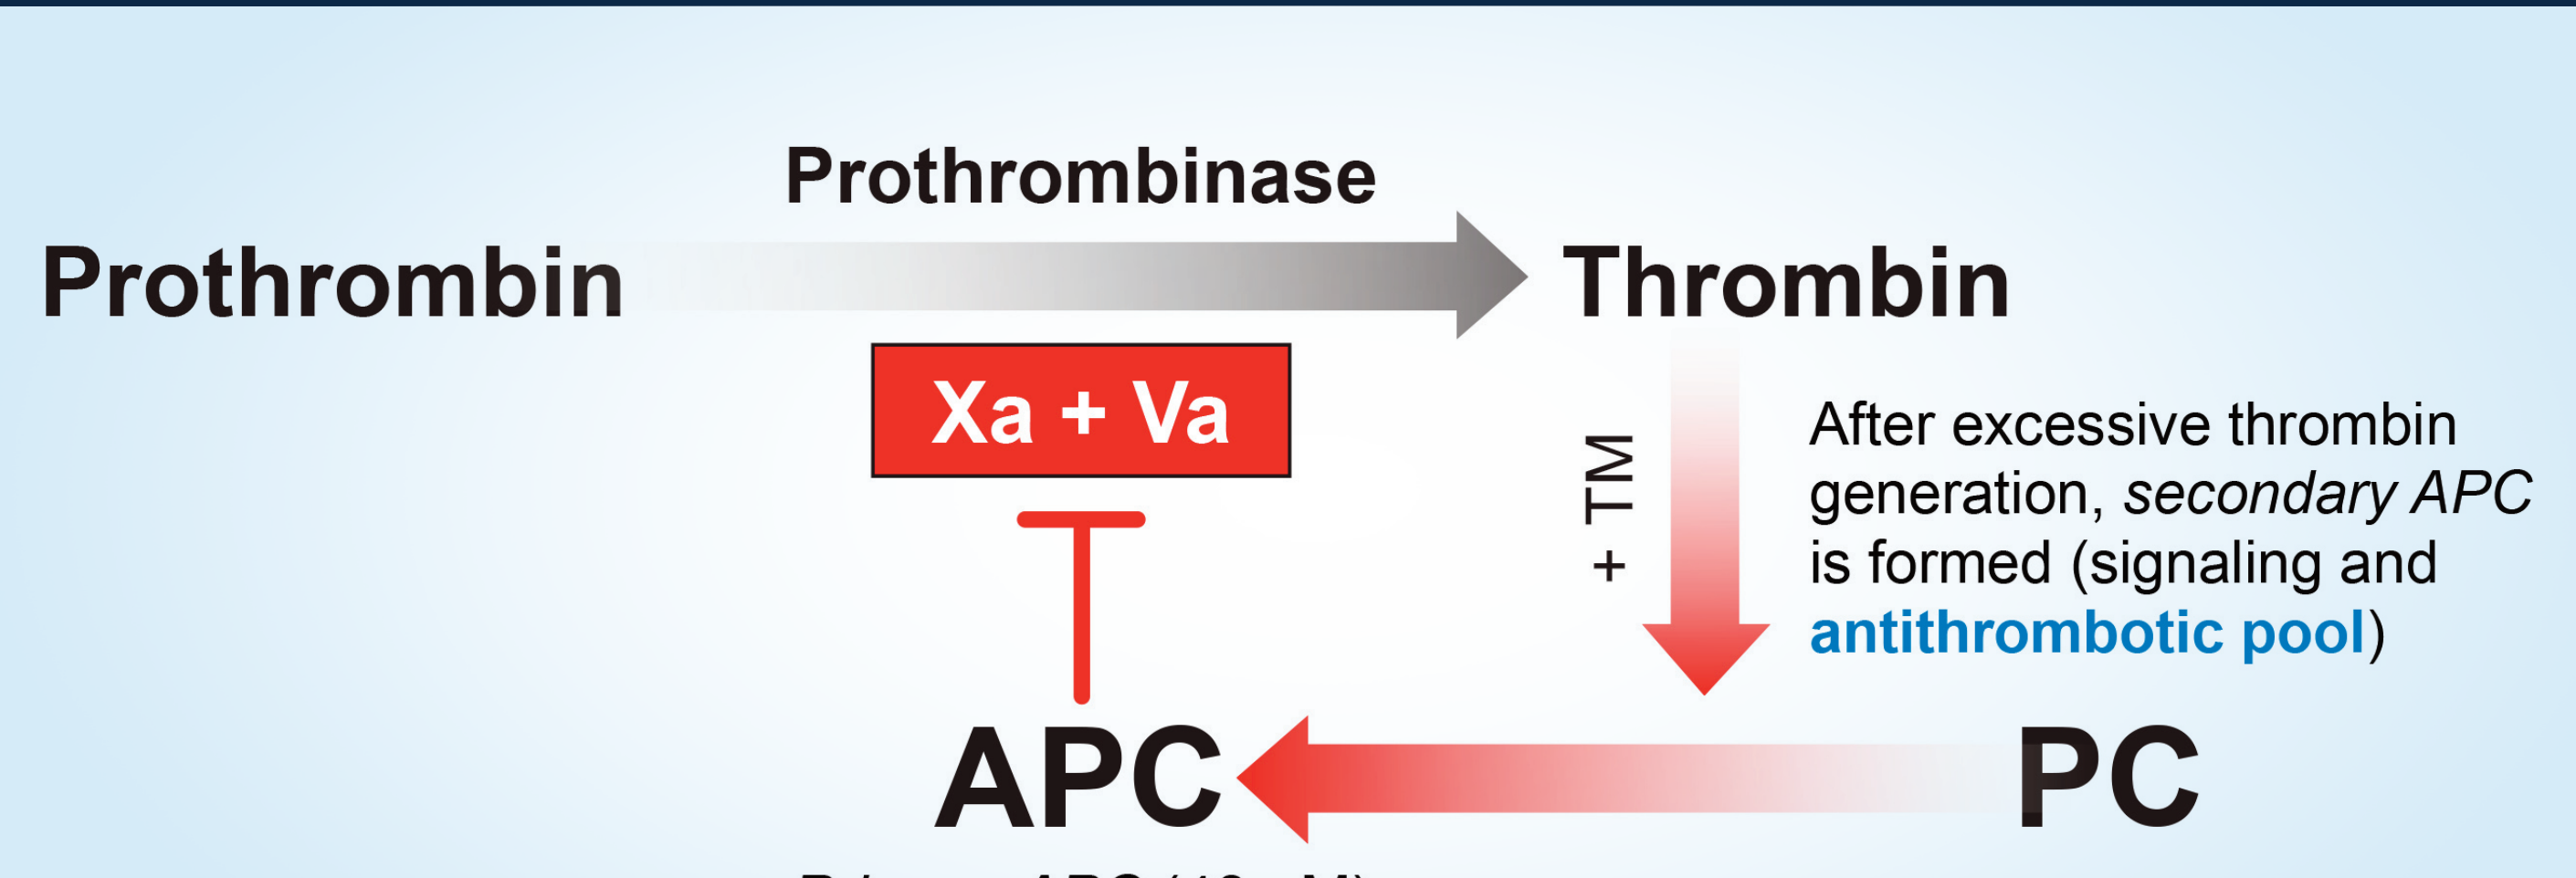 Prothrombinase
Prothrombin
Thrombin
Xa + Va
+ TM
After excessive thrombin
generation, secondary APC
is formed (signaling and
antithrombotic pool)
APC
PC